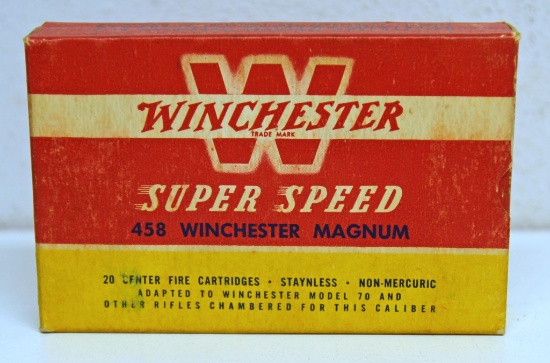 W
WINCHESTER
TRADE MARK
SUPER SPEED
458 WINCHESTER MAGNUM
20 CENTER FIRE CARTRIDGES • STAYNLESS • NON-MERCURIC
ADAPTED TO WINCHESTER MODEL 70 AND
OTHER RIFLES CHAMBERED FOR THIS CALIBER